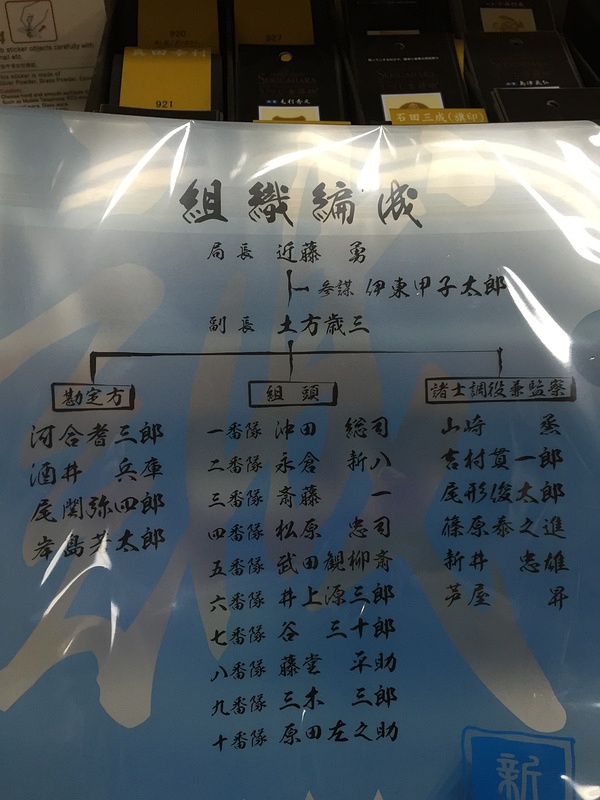 b sticker objects carefully with
mal etc.
This sticker is made of
921
石田三成(旗印)
組織編成
局長 近藤 勇
参謀 伊東甲子太郎
副長 土方歳三
勘定方
河合耆三郎
酒井 兵庫
尾関弥四郎
岸島芳太郎
組頭
一番隊 沖田 総司
二番隊 永倉 新八
三番隊 斎藤 一
四番隊 松原 忠司
五番隊 武田観柳斎
六番隊 井上源三郎
七番隊 谷 三十郎
八番隊 藤堂 平助
九番隊 三木 三郎
十番隊 原田左之助
諸士調役兼監察
山崎 烝
吉村貫一郎
尾形俊太郎
篠原泰之進
新井 忠雄
芦屋 昇
新